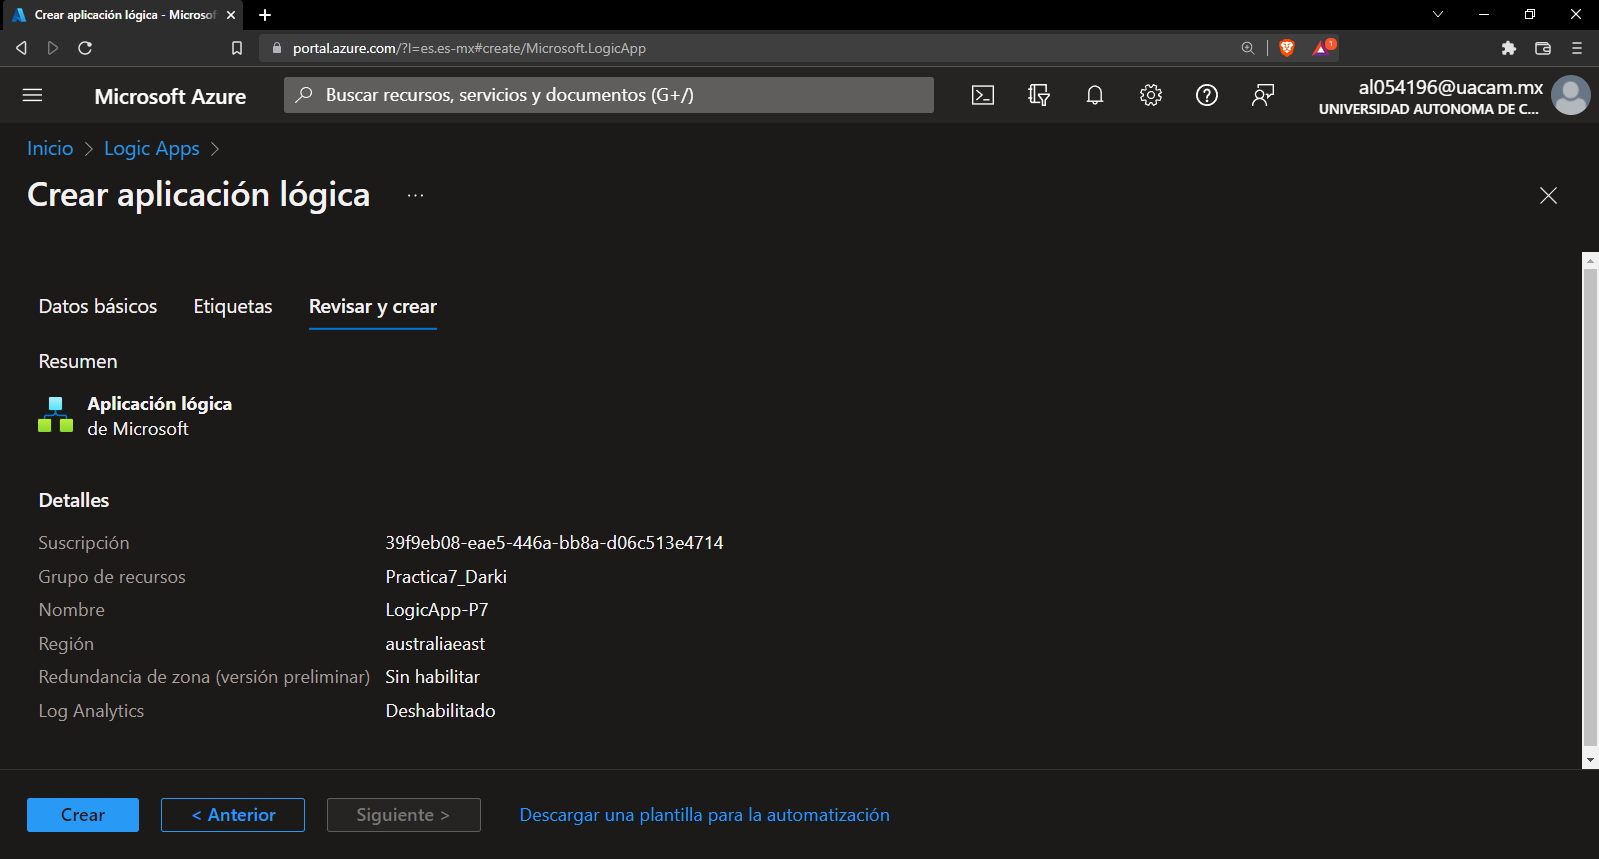 Crear aplicación lógica - Microsof
portal.azure.com/?l=es.es-mx#create/Microsoft.LogicApp
1
Microsoft Azure
Buscar recursos, servicios y documentos (G+/)
al054196@uacam.mx
UNIVERSIDAD AUTONOMA DE C...
Inicio > Logic Apps >
Crear aplicación lógica ...
Datos básicos Etiquetas Revisar y crear
Resumen
Aplicación lógica
de Microsoft
Detalles
Suscripción 39f9eb08-eae5-446a-bb8a-d06c513e4714
Grupo de recursos Practica7_Darki
Nombre LogicApp-P7
Región australiaeast
Redundancia de zona (versión preliminar) Sin habilitar
Log Analytics Deshabilitado
Crear < Anterior Siguiente > Descargar una plantilla para la automatización